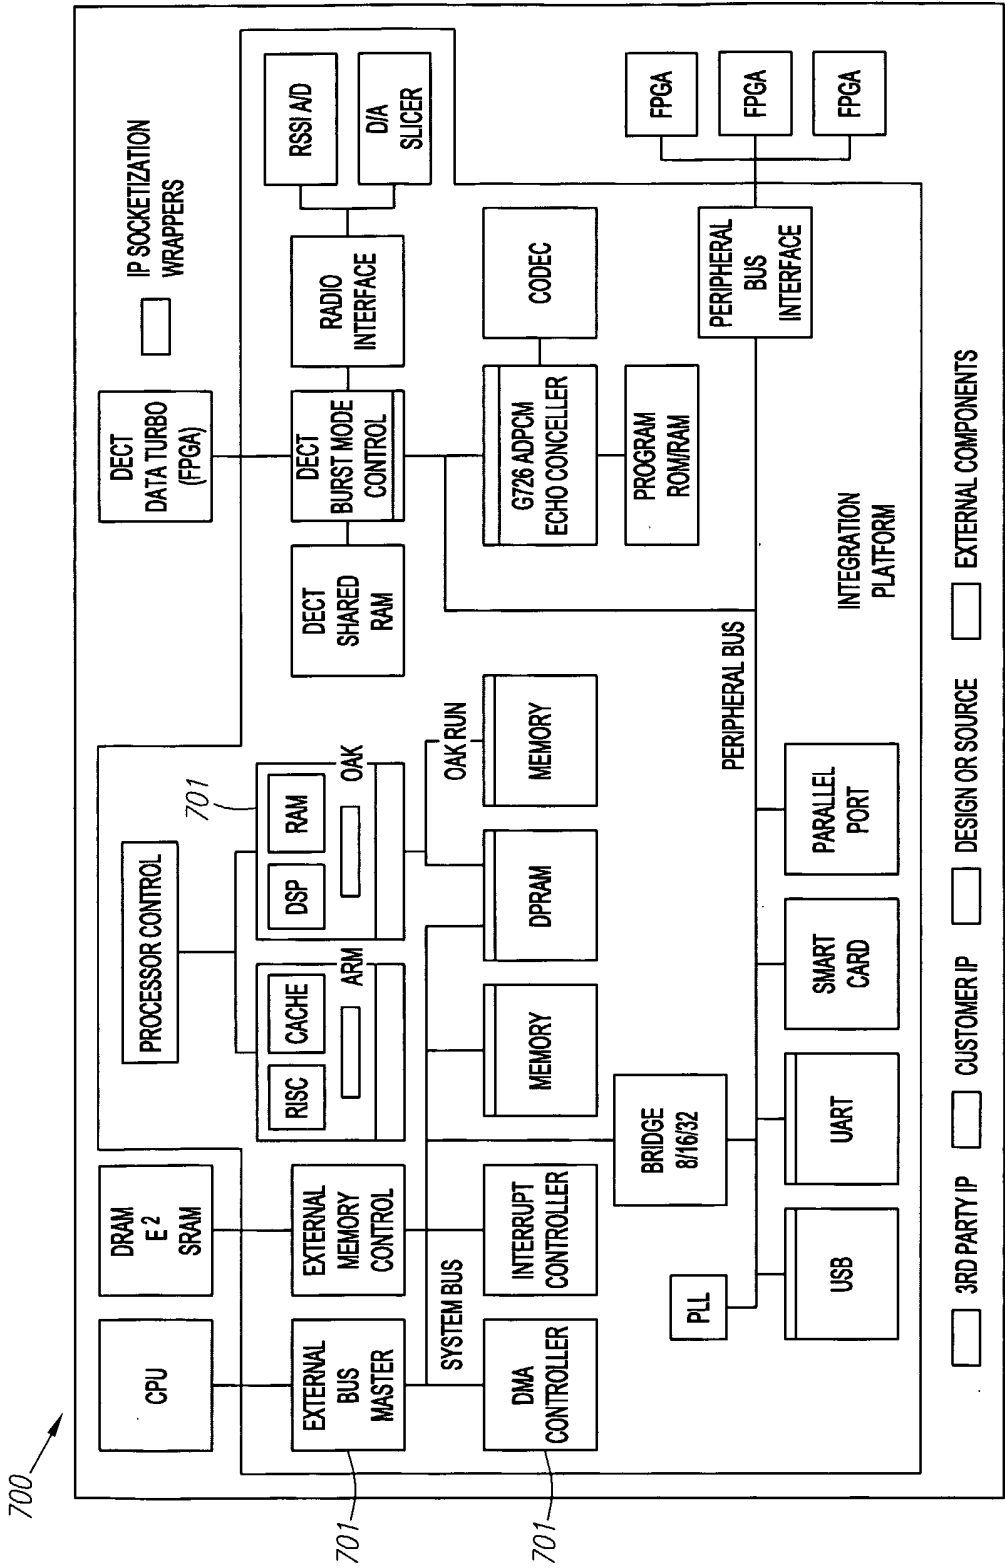 700
CPU
DRAM
E2
SRAM
PROCESSOR CONTROL
DECT
DATA TURBO
(FPGA)
IP SOCKETIZATION
WRAPPERS
EXTERNAL
BUS
MASTER
701
EXTERNAL
MEMORY
CONTROL
RISC
CACHE
ARM
DSP
RAM
OAK
701
DECT
SHARED
RAM
DECT
BURST MODE
CONTROL
RADIO
INTERFACE
RSSI A/D
D/A
SLICER
SYSTEM BUS
OAK RUN
DMA
CONTROLLER
701
INTERRUPT
CONTROLLER
MEMORY
DPRAM
MEMORY
G726 ADPCM
ECHO CONCELLER
CODEC
PROGRAM
ROM/RAM
BRIDGE
8/16/32
PLL
PERIPHERAL BUS
PERIPHERAL
BUS
INTERFACE
FPGA
FPGA
FPGA
USB
UART
SMART
CARD
PARALLEL
PORT
INTEGRATION
PLATFORM
3RD PARTY IP
CUSTOMER IP
DESIGN OR SOURCE
EXTERNAL COMPONENTS